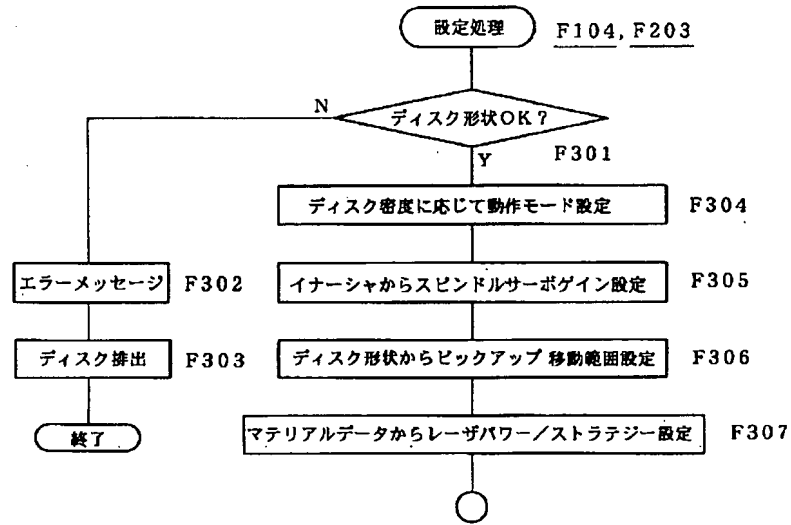 設定処理 F104, F203
N ディスク形状OK?
Y F301
ディスク密度に応じて動作モード設定 F304
エラーメッセージ F302 イナーシャからスピンドルサーボゲイン設定 F305
ディスク排出 F303 ディスク形状からピックアップ 移動範囲設定 F306
終了 マテリアルデータからレーザパワー/ストラテジー設定 F307